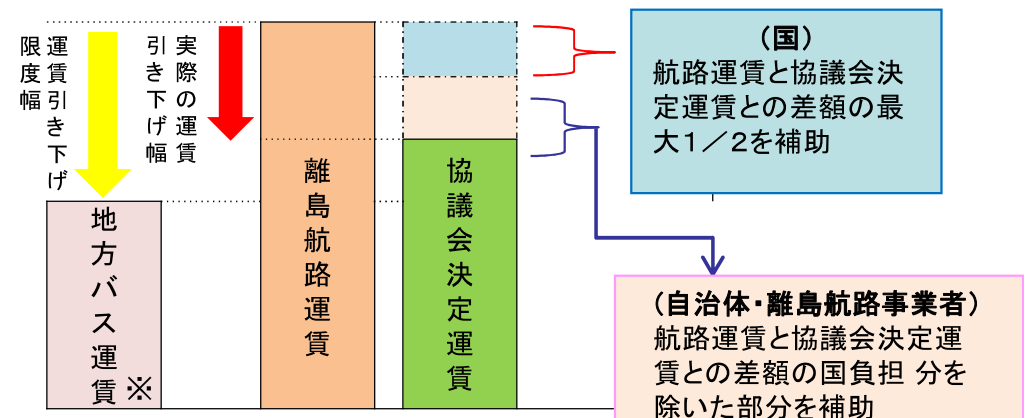 運賃引き下げ
限度幅
実際の運賃
引き下げ幅
地方バス運賃※
離島航路運賃
協議会決定運賃
（国）
航路運賃と協議会決
定運賃との差額の最
大１／２を補助
（自治体・離島航路事業者）
航路運賃と協議会決定運
賃との差額の国負担 分を
除いた部分を補助